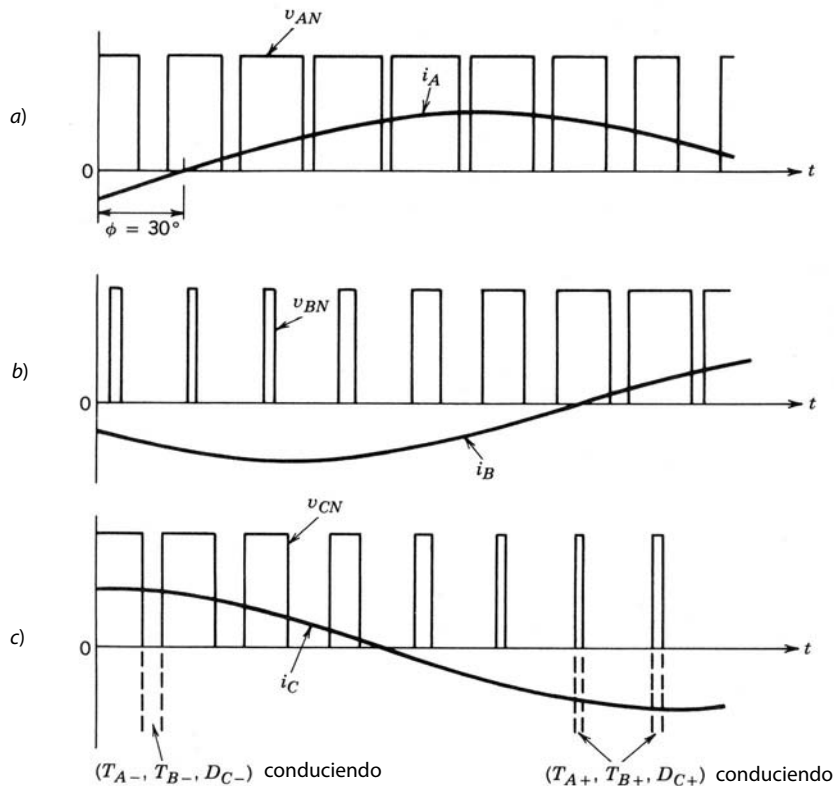 v_AN
i_A
a)
0
t
ϕ = 30°
v_BN
b)
0
t
i_B
v_CN
c)
0
t
i_C
(T_A−, T_B−, D_C−) conduciendo
(T_A+, T_B+, D_C+) conduciendo